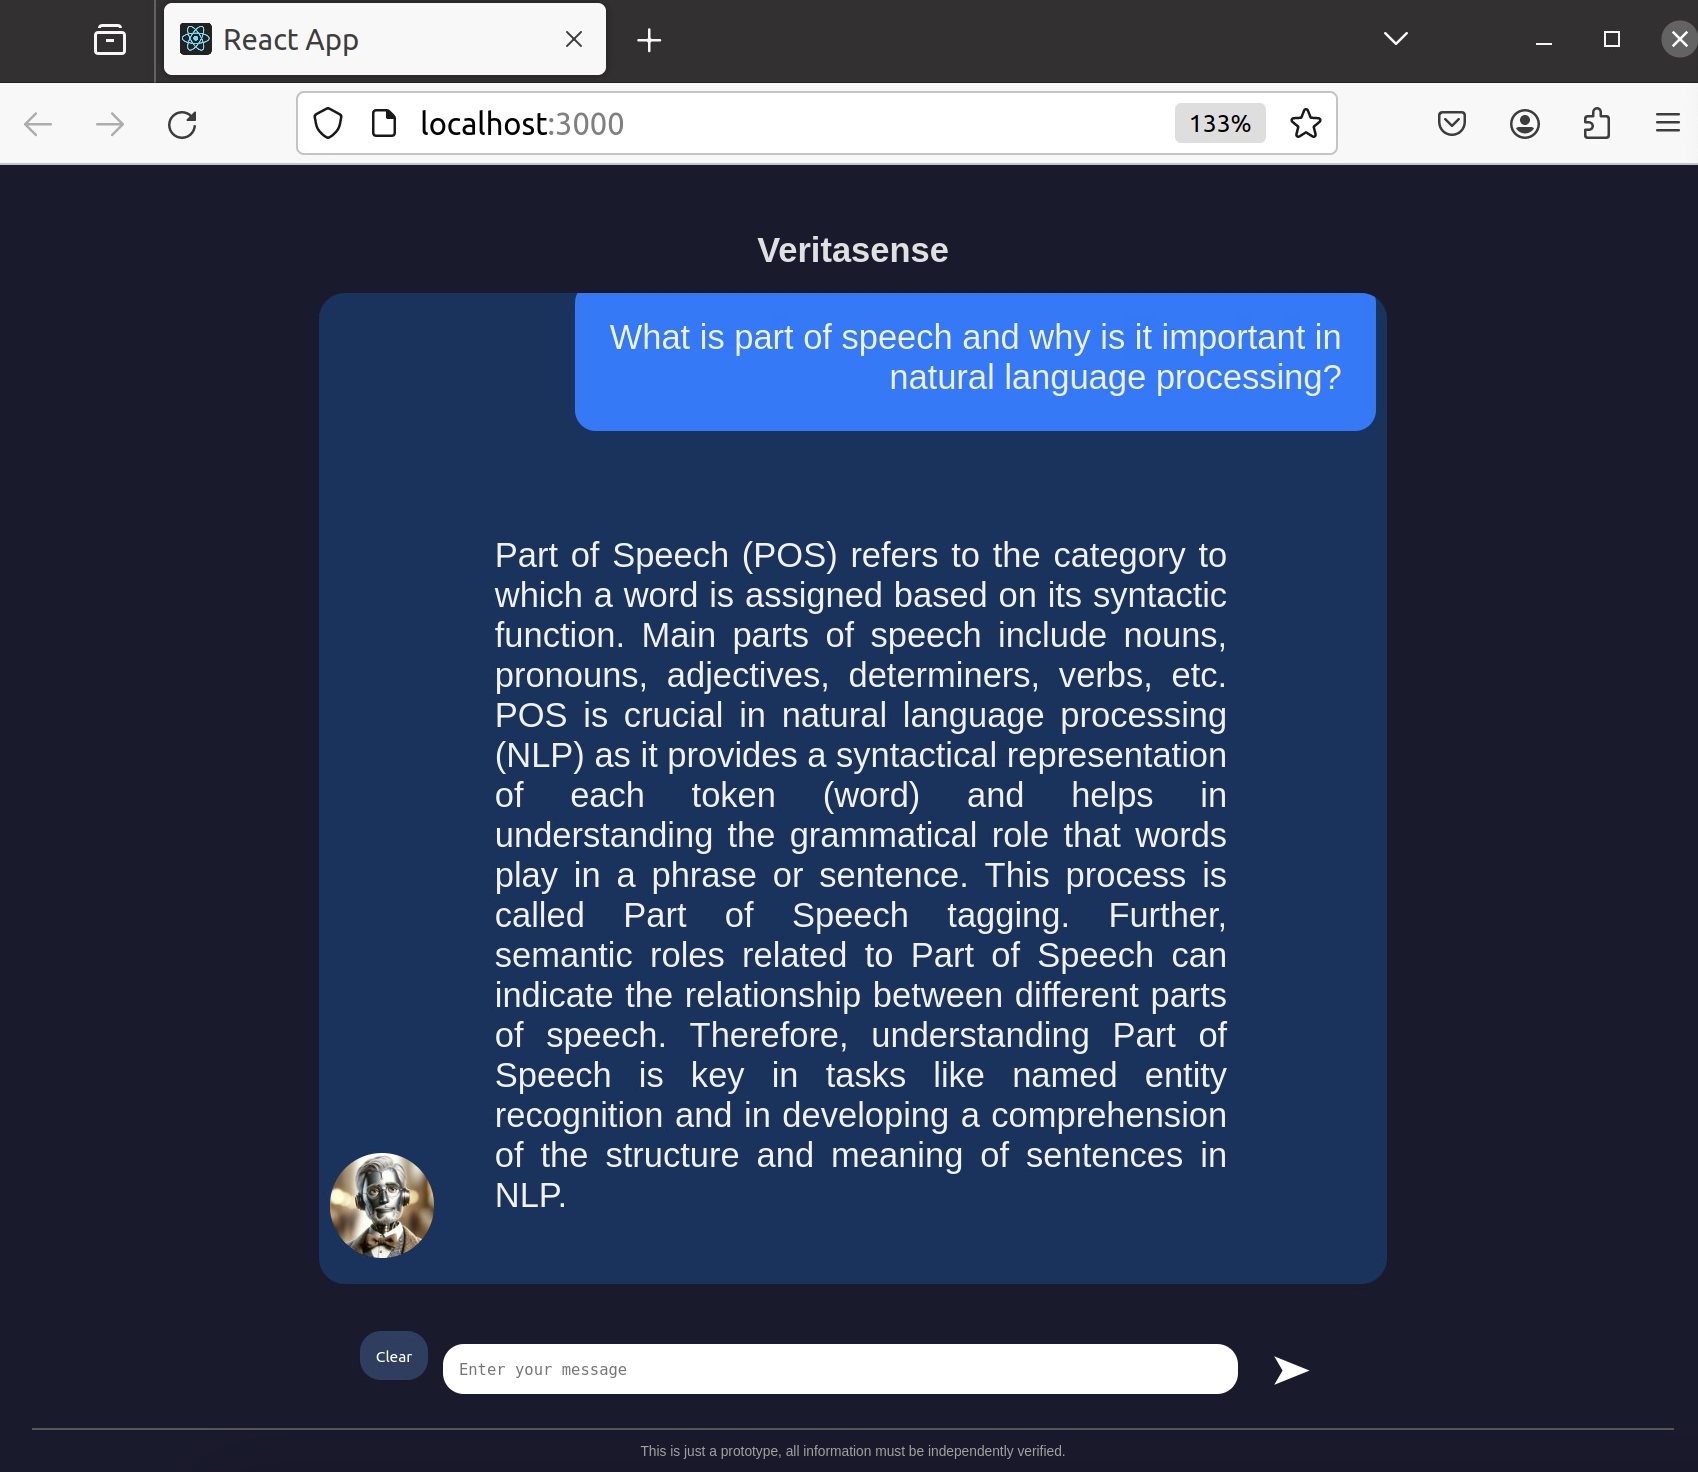 React App
localhost:3000
133%
Veritasense
What is part of speech and why is it important in
natural language processing?
Part of Speech (POS) refers to the category to
which a word is assigned based on its syntactic
function. Main parts of speech include nouns,
pronouns, adjectives, determiners, verbs, etc.
POS is crucial in natural language processing
(NLP) as it provides a syntactical representation
of each token (word) and helps in
understanding the grammatical role that words
play in a phrase or sentence. This process is
called Part of Speech tagging. Further,
semantic roles related to Part of Speech can
indicate the relationship between different parts
of speech. Therefore, understanding Part of
Speech is key in tasks like named entity
recognition and in developing a comprehension
of the structure and meaning of sentences in
NLP.
Clear
Enter your message
This is just a prototype, all information must be independently verified.